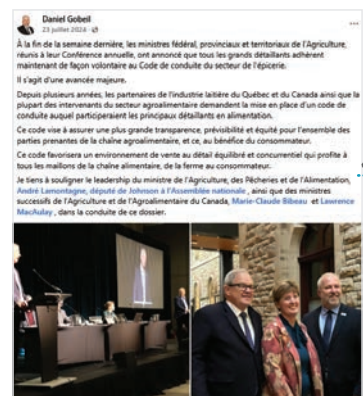 Daniel Gobeil
23 juillet 2024
À la fin de la semaine dernière, les ministres fédéral, provinciaux et territoriaux de l'Agriculture,
réunis à leur Conférence annuelle, ont annoncé que tous les grands détaillants adhèrent
maintenant de façon volontaire au Code de conduite du secteur de l'épicerie.
Il s'agit d'une avancée majeure.
Depuis plusieurs années, les partenaires de l'industrie laitière du Québec et du Canada ainsi que la
plupart des intervenants du secteur agroalimentaire demandent la mise en place d'un code de
conduite auquel participeraient les principaux détaillants en alimentation.
Ce code vise à assurer une plus grande transparence, prévisibilité et équité pour l'ensemble des
parties prenantes de la chaîne agroalimentaire, et ce, au bénéfice du consommateur.
Ce code favorisera un environnement de vente au détail équilibré et concurrentiel qui profite à
tous les maillons de la chaîne alimentaire, de la ferme au consommateur.
Je tiens à souligner le leadership du ministre de l'Agriculture, des Pêcheries et de l'Alimentation,
André Lamontagne, député de Johnson à l'Assemblée nationale , ainsi que des ministres
successifs de l'Agriculture et de l'Agroalimentaire du Canada, Marie-Claude Bibeau et Lawrence
MacAulay , dans la conduite de ce dossier.